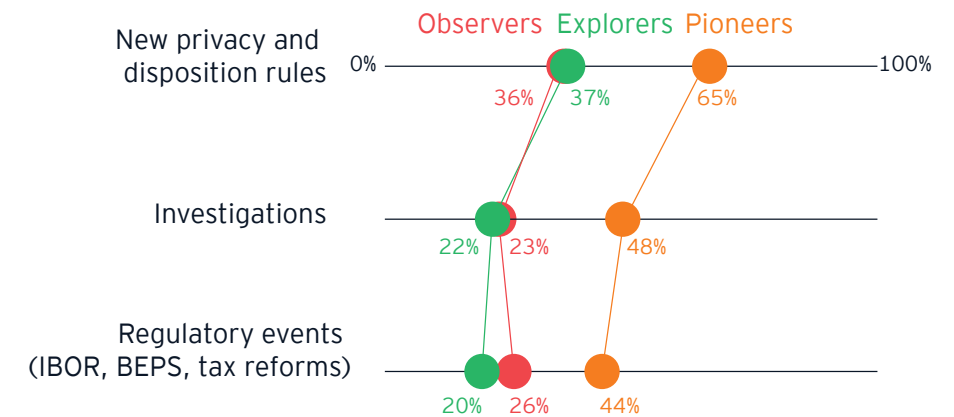 Observers Explorers Pioneers
New privacy and
disposition rules
0%
100%
36%
37%
65%
Investigations
22%
23%
48%
Regulatory events
(IBOR, BEPS, tax reforms)
20%
26%
44%